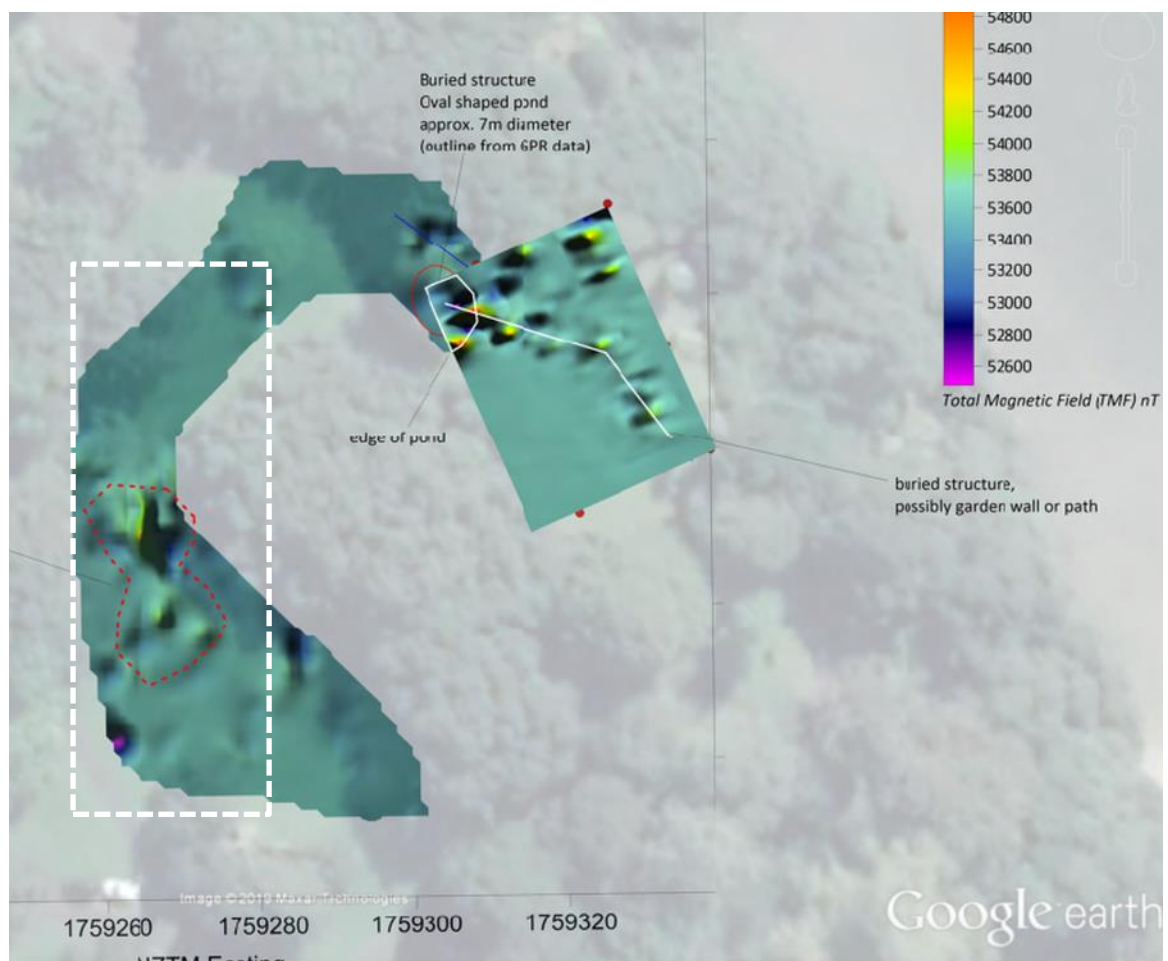 54800
54600
54400
54200
54000
53800
53600
53400
53200
53000
52800
52600
Total Magnetic Field (TMF) nT
Buried structure
Oval shaped pond
approx. 7m diameter
(outline from GPR data)
edge of pond
buried structure,
possibly garden wall or path
Image ©2019 Maxar Technologies
Google earth
1759260 1759280 1759300 1759320
NZTM Easting